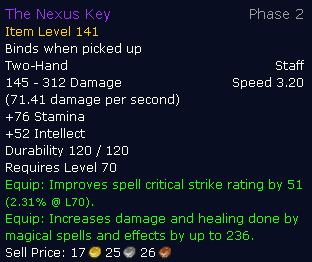 The Nexus Key Phase 2
Item Level 141
Binds when picked up
Two-Hand Staff
145 - 312 Damage Speed 3.20
(71.41 damage per second)
+76 Stamina
+52 Intellect
Durability 120 / 120
Requires Level 70
Equip: Improves spell critical strike rating by 51
(2.31% @ L70).
Equip: Increases damage and healing done by
magical spells and effects by up to 236.
Sell Price: 17 25 26